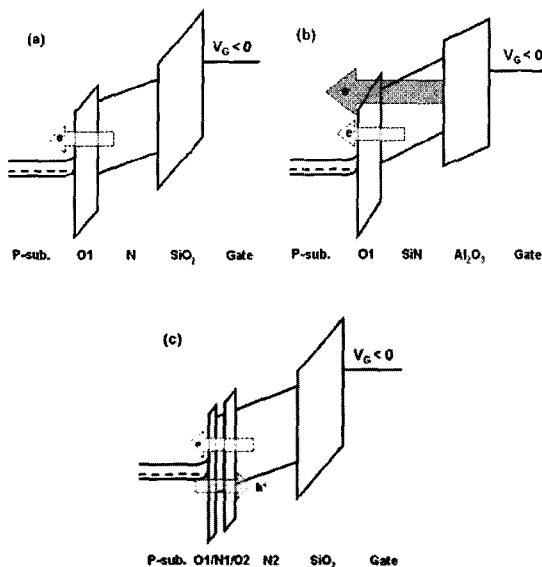 (a)
V_G < 0
e⁻
P-sub. O1 N SiO₂ Gate
(b)
V_G < 0
e⁻
e⁻
P-sub. O1 SiN Al₂O₃ Gate
(c)
V_G < 0
e⁻
h⁺
P-sub. O1/N1/O2 N2 SiO₂ Gate